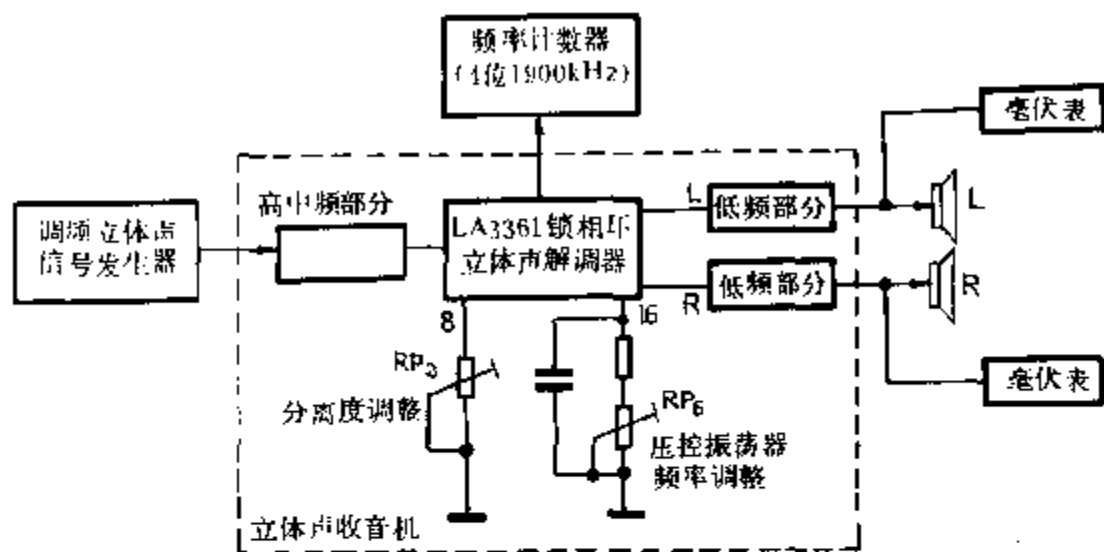 频率计数器
(4位1900kHz)
毫伏表
高中频部分
调频立体声
信号发生器
LA3361锁相环
立体声解调器
L
低频部分
L
R
低频部分
R
8
16
RP3
分离度调整
RP6
压控振荡器
频率调整
毫伏表
立体声收音机